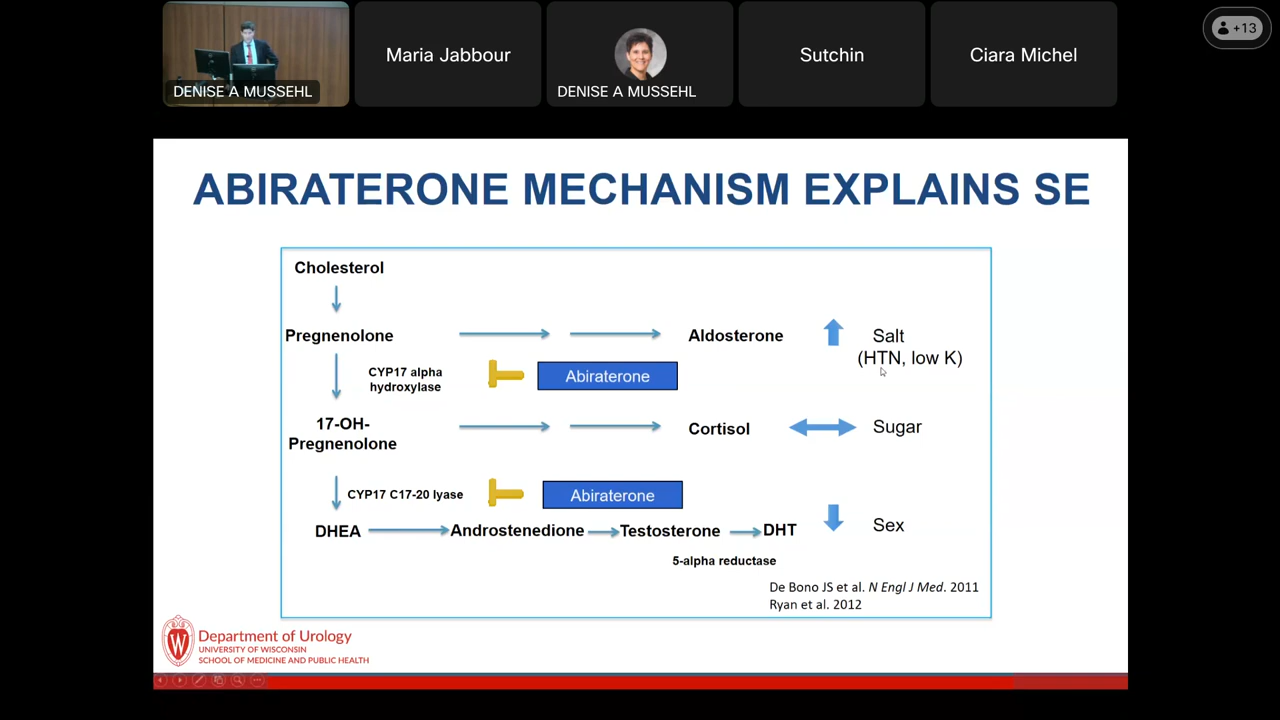 +13
DENISE A MUSSEHL
Maria Jabbour
DENISE A MUSSEHL
Sutchin
Ciara Michel
ABIRATERONE MECHANISM EXPLAINS SE
Cholesterol
Pregnenolone
Aldosterone
Salt
(HTN, low K)
CYP17 alpha
hydroxylase
Abiraterone
17-OH-
Pregnenolone
Cortisol
Sugar
CYP17 C17-20 lyase
Abiraterone
DHEA
Androstenedione
Testosterone
DHT
Sex
5-alpha reductase
De Bono JS et al. N Engl J Med. 2011
Ryan et al. 2012
W
Department of Urology
UNIVERSITY OF WISCONSIN
SCHOOL OF MEDICINE AND PUBLIC HEALTH